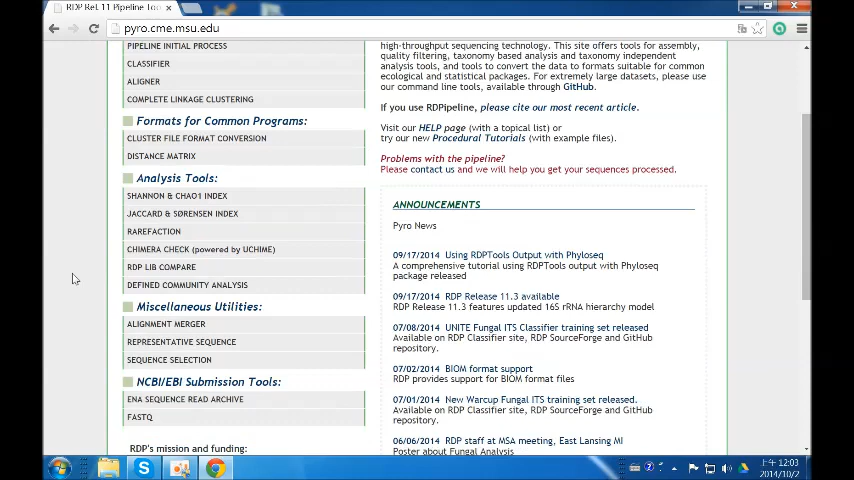 RDP Rel. 11 Pipeline Too
pyro.cme.msu.edu
PIPELINE INITIAL PROCESS
CLASSIFIER
ALIGNER
COMPLETE LINKAGE CLUSTERING
Formats for Common Programs:
CLUSTER FILE FORMAT CONVERSION
DISTANCE MATRIX
Analysis Tools:
SHANNON & CHAO1 INDEX
JACCARD & SØRENSEN INDEX
RAREFACTION
CHIMERA CHECK (powered by UCHIME)
RDP LIB COMPARE
DEFINED COMMUNITY ANALYSIS
Miscellaneous Utilities:
ALIGNMENT MERGER
REPRESENTATIVE SEQUENCE
SEQUENCE SELECTION
NCBI/EBI Submission Tools:
ENA SEQUENCE READ ARCHIVE
FASTQ
RDP's mission and funding:
high-throughput sequencing technology. This site offers tools for assembly,
quality filtering, taxonomy based analysis and taxonomy independent
analysis, and tools to convert the data to formats suitable for common
ecological and statistical packages. For extremely large datasets, please use
our command line tools, available through GitHub.
If you use RDPipeline, please cite our most recent article.
Visit our HELP page (with a topical list) or
try our new Procedural Tutorials (with example files).
Problems with the pipeline?
Please contact us and we will help you get your sequences processed.
ANNOUNCEMENTS
Pyro News
09/17/2014 Using RDPTools Output with Phyloseq
A comprehensive tutorial using RDPTools output with Phyloseq
package released
09/17/2014 RDP Release 11.3 available
RDP Release 11.3 features updated 16S rRNA hierarchy model
07/08/2014 UNITE Fungal ITS Classifier training set released
Available on RDP Classifier site, RDP SourceForge and GitHub
repository.
07/02/2014 BIOM format support
RDP provides support for BIOM format files
07/01/2014 New Warcup Fungal ITS training set released.
Available on RDP Classifier site, RDP SourceForge and GitHub
repository.
06/06/2014 RDP staff at MSA meeting, East Lansing MI
Poster about Fungal Analysis
上午 12:03
2014/10/2